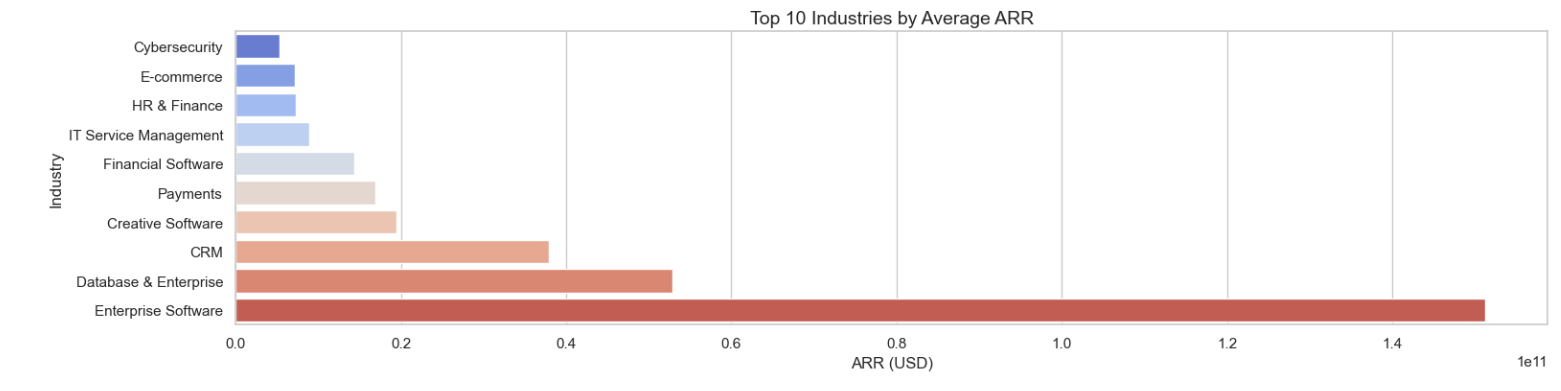 Top 10 Industries by Average ARR
Industry
Cybersecurity
E-commerce
HR & Finance
IT Service Management
Financial Software
Payments
Creative Software
CRM
Database & Enterprise
Enterprise Software
0.0 0.2 0.4 0.6 0.8 1.0 1.2 1.4
ARR (USD)
1e11